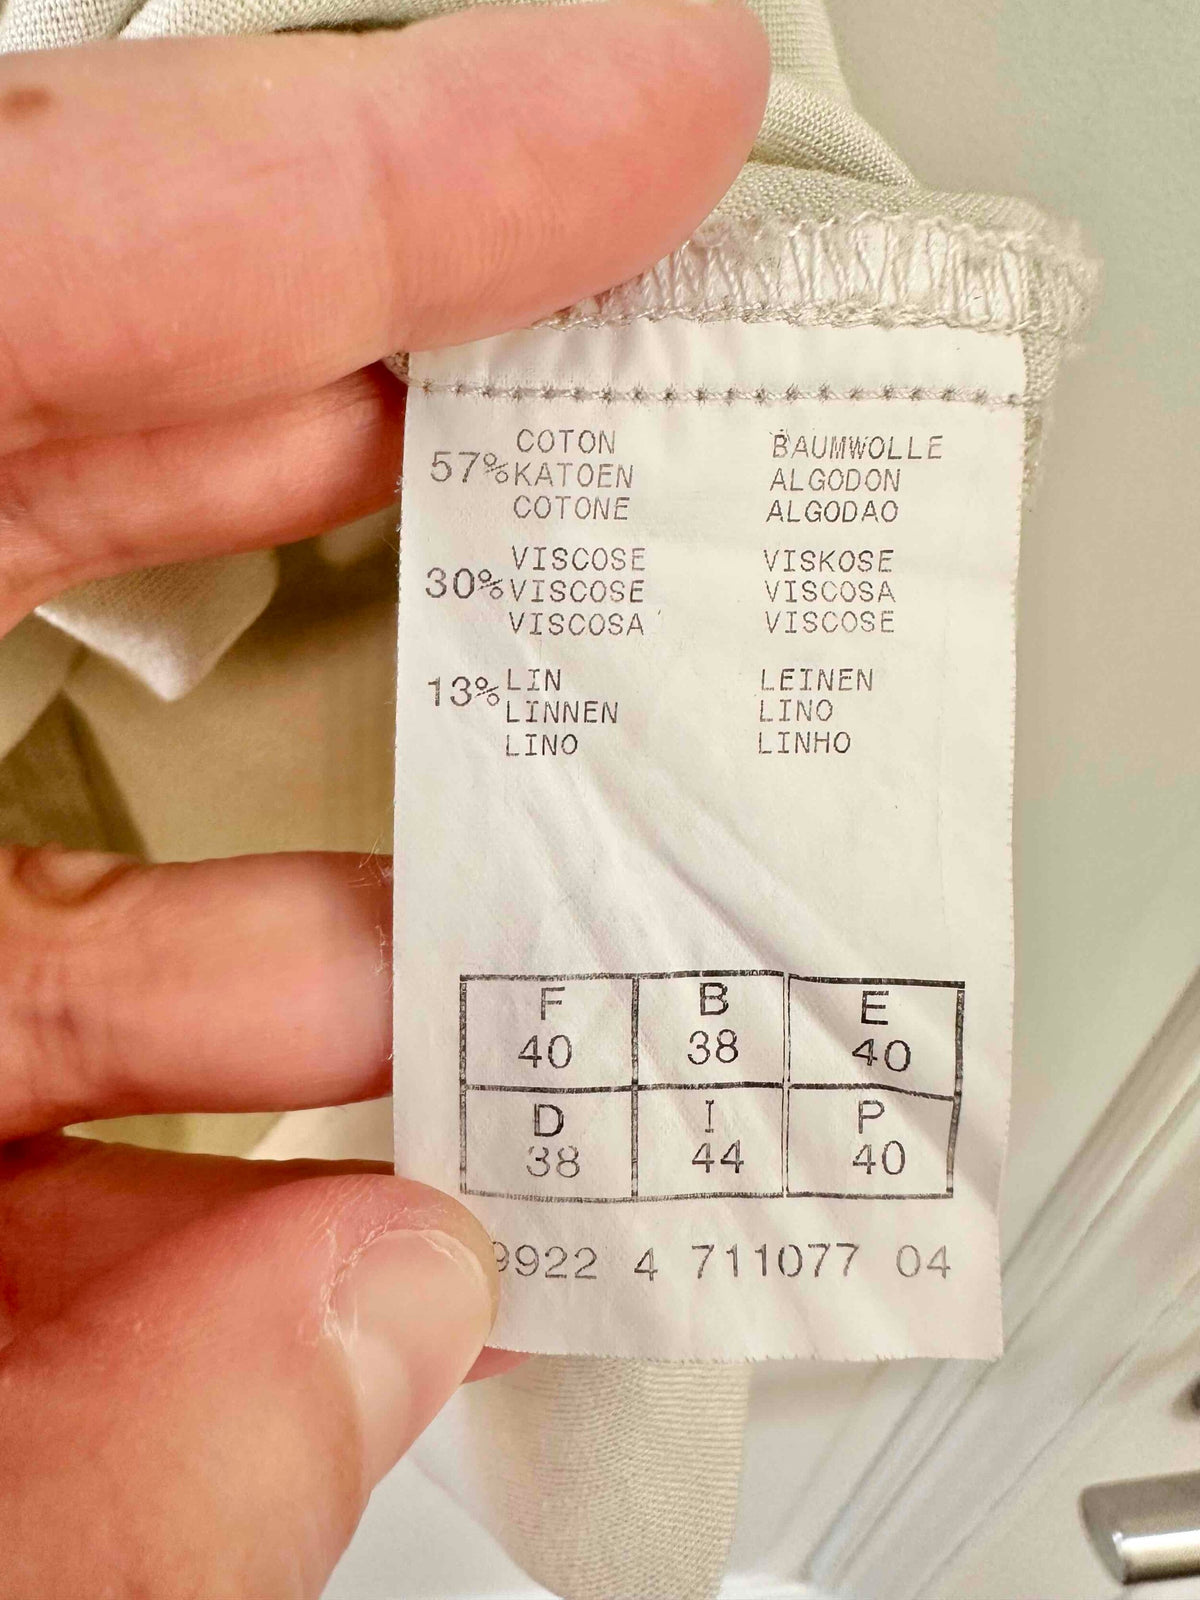 COTON BAUMWOLLE
57% KATOEN ALGODON
COTONE ALGODAO
VISCOSE VISKOSE
30% VISCOSE VISCOSA
VISCOSA VISCOSE
13% LIN LEINEN
LINNEN LINO
LINO LINHO
F B E
40 38 40
D I P
38 44 40
9922 4 711077 04